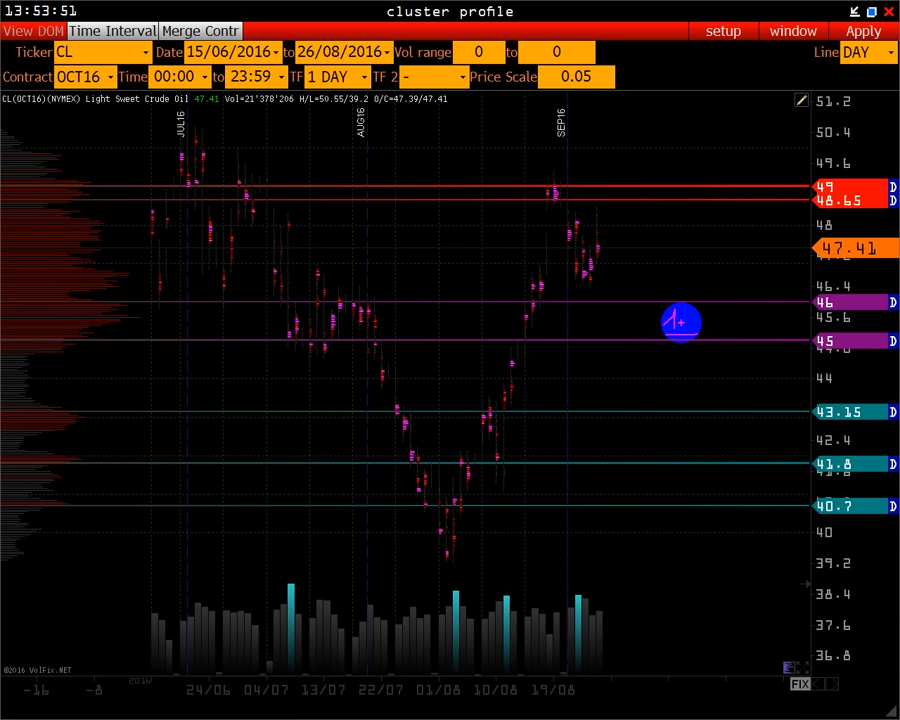 13:53:51 cluster profile
View DOM Time Interval Merge Contr setup window Apply
Ticker CL Date 15/06/2016 to 26/08/2016 Vol range 0 to 0 Line DAY
Contract OCT16 Time 00:00 to 23:59 TF 1 DAY TF 2 - Price Scale 0.05
CL(OCT16)(NYMEX) Light Sweet Crude Oil 47.41 Vol=21'378'206 H/L=50.55/39.2 O/C=47.39/47.41
JUL16 AUG16 SEP16
51.2
50.4
49.6
49 D
48.65 D
48
47.41
46.4
46 D
45.6
1+
45 D
44
43.15 D
42.4
41.8 D
40.7 D
40
39.2
38.4
37.6
36.8
©2016 VolFix.NET
FIX
-16 -8 2016 24/06 04/07 13/07 22/07 01/08 10/08 19/08